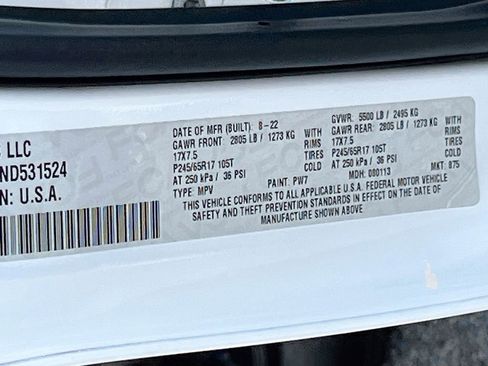 LLC
ND531524
N: U.S.A.
DATE OF MFR (BUILT): 8-22 GVWR: 5500 LB / 2495 KG
GAWR FRONT: 2805 LB / 1273 KG WITH GAWR REAR: 2805 LB / 1273 KG WITH
17X7.5 RIMS 17X7.5 RIMS
P245/65R17 105T TIRES P245/65R17 105T TIRES
AT 250 kPa / 36 PSI COLD AT 250 kPa / 36 PSI COLD
TYPE: MPV PAINT: PW7 MDH: 080113 MKT: 875
THIS VEHICLE CONFORMS TO ALL APPLICABLE U.S.A. FEDERAL MOTOR VEHICLE
SAFETY AND THEFT PREVENTION STANDARDS IN EFFECT ON THE DATE OF
MANUFACTURE SHOWN ABOVE.